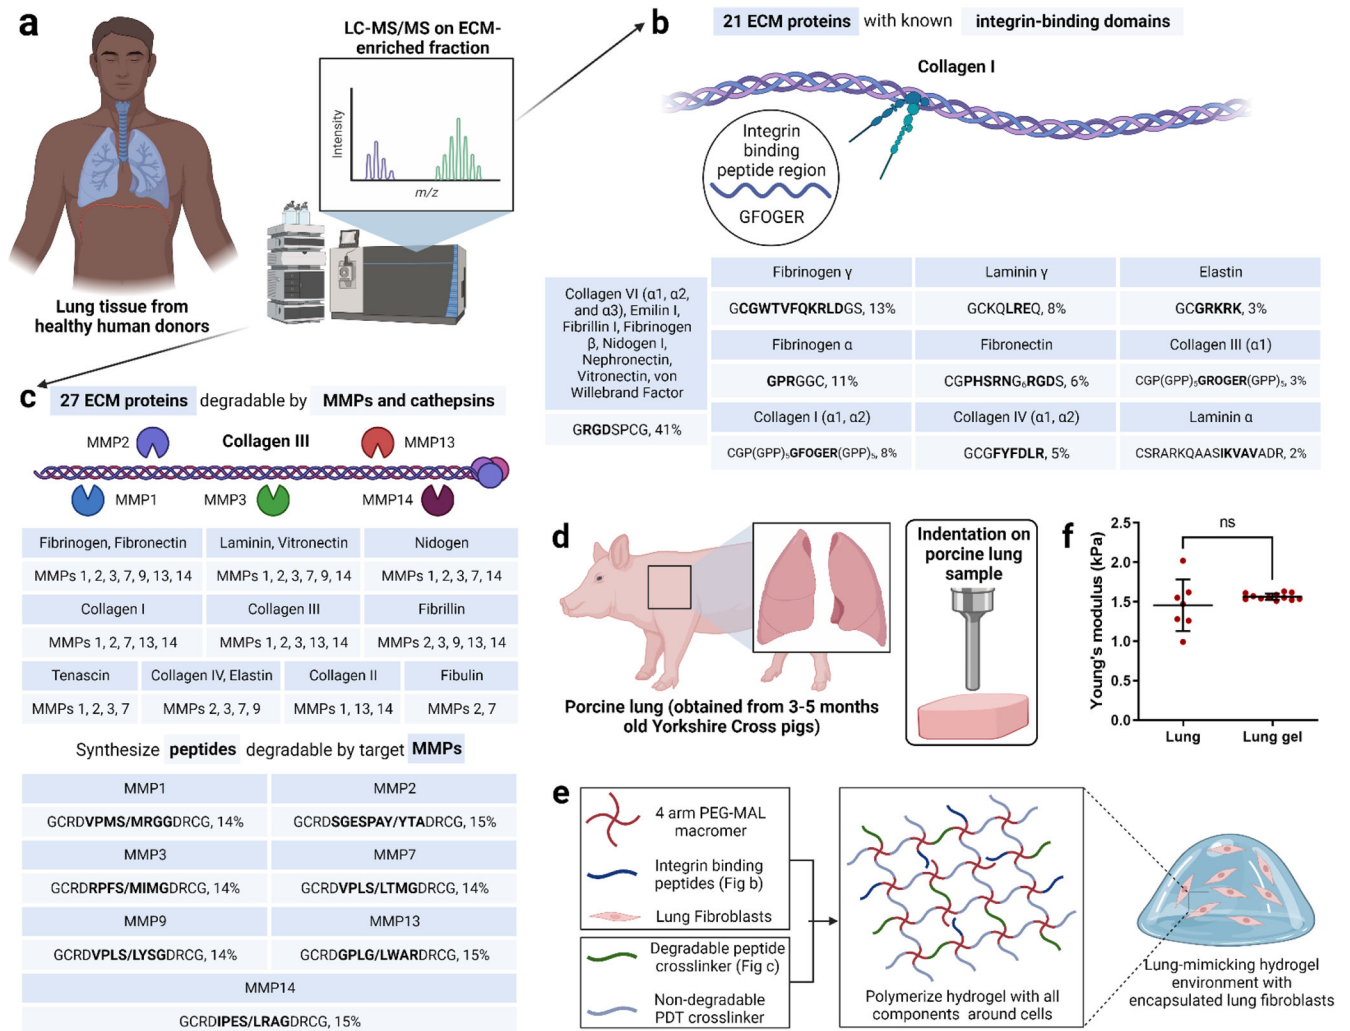 a
LC-MS/MS on ECM-
enriched fraction
Intensity
m/z
Lung tissue from
healthy human donors
b
21 ECM proteins with known integrin-binding domains
Collagen I
Integrin
binding
peptide region
GFOGER
Collagen VI (α1, α2,
and α3), Emilin I,
Fibrillin I, Fibrinogen
β, Nidogen I,
Nephronectin,
Vitronectin, von
Willebrand Factor
GRGDSPCG, 41%
Fibrinogen γ
Laminin γ
Elastin
GCGWTVFQKRLDGS, 13%
GCKQLREQ, 8%
GCGRKRK, 3%
Fibrinogen α
Fibronectin
Collagen III (α1)
GPRGGC, 11%
CGPHSRNG₆RGDS, 6%
CGP(GPP)₅GROGER(GPP)₅, 3%
Collagen I (α1, α2)
Collagen IV (α1, α2)
Laminin α
CGP(GPP)₅GFOGER(GPP)₅, 8%
GCGFYFDLR, 5%
CSRARKQAASIKVAVADR, 2%
c
27 ECM proteins degradable by MMPs and cathepsins
MMP2
Collagen III
MMP13
MMP1
MMP3
MMP14
Fibrinogen, Fibronectin
Laminin, Vitronectin
Nidogen
MMPs 1, 2, 3, 7, 9, 13, 14
MMPs 1, 2, 3, 7, 9, 14
MMPs 1, 2, 3, 7, 14
Collagen I
Collagen III
Fibrillin
MMPs 1, 2, 7, 13, 14
MMPs 1, 2, 3, 13, 14
MMPs 2, 3, 9, 13, 14
Tenascin
Collagen IV, Elastin
Collagen II
Fibulin
MMPs 1, 2, 3, 7
MMPs 2, 3, 7, 9
MMPs 1, 13, 14
MMPs 2, 7
Synthesize peptides degradable by target MMPs
MMP1
MMP2
GCRDVPMS/MRGGDRCG, 14%
GCRDSGESPAY/YTADRCG, 15%
MMP3
MMP7
GCRDRPFS/MIMGDRCG, 14%
GCRDVPLS/LTMGDRCG, 14%
MMP9
MMP13
GCRDVPLS/LYSGDRCG, 14%
GCRDGPLG/LWARDRCG, 15%
MMP14
GCRDIPES/LRAGDRCG, 15%
d
Porcine lung (obtained from 3-5 months
old Yorkshire Cross pigs)
Indentation on
porcine lung
sample
f
Young's modulus (kPa)
2.5
2.0
1.5
1.0
0.5
0.0
ns
Lung
Lung gel
e
4 arm PEG-MAL
macromer
Integrin binding
peptides (Fig b)
Lung Fibroblasts
Degradable peptide
crosslinker (Fig c)
Non-degradable
PDT crosslinker
Polymerize hydrogel with all
components around cells
Lung-mimicking hydrogel
environment with
encapsulated lung fibroblasts